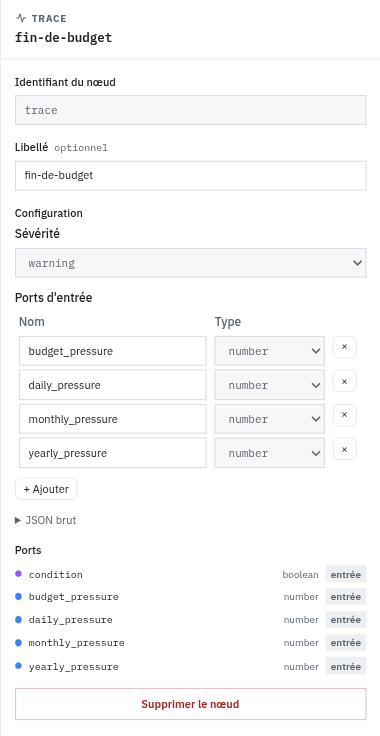 TRACE
fin-de-budget
Identifiant du nœud
trace
Libellé optionnel
fin-de-budget
Configuration
Sévérité
warning
Ports d'entrée
Nom Type
budget_pressure number ×
daily_pressure number ×
monthly_pressure number ×
yearly_pressure number ×
+ Ajouter
▶ JSON brut
Ports
condition boolean entrée
budget_pressure number entrée
daily_pressure number entrée
monthly_pressure number entrée
yearly_pressure number entrée
Supprimer le nœud